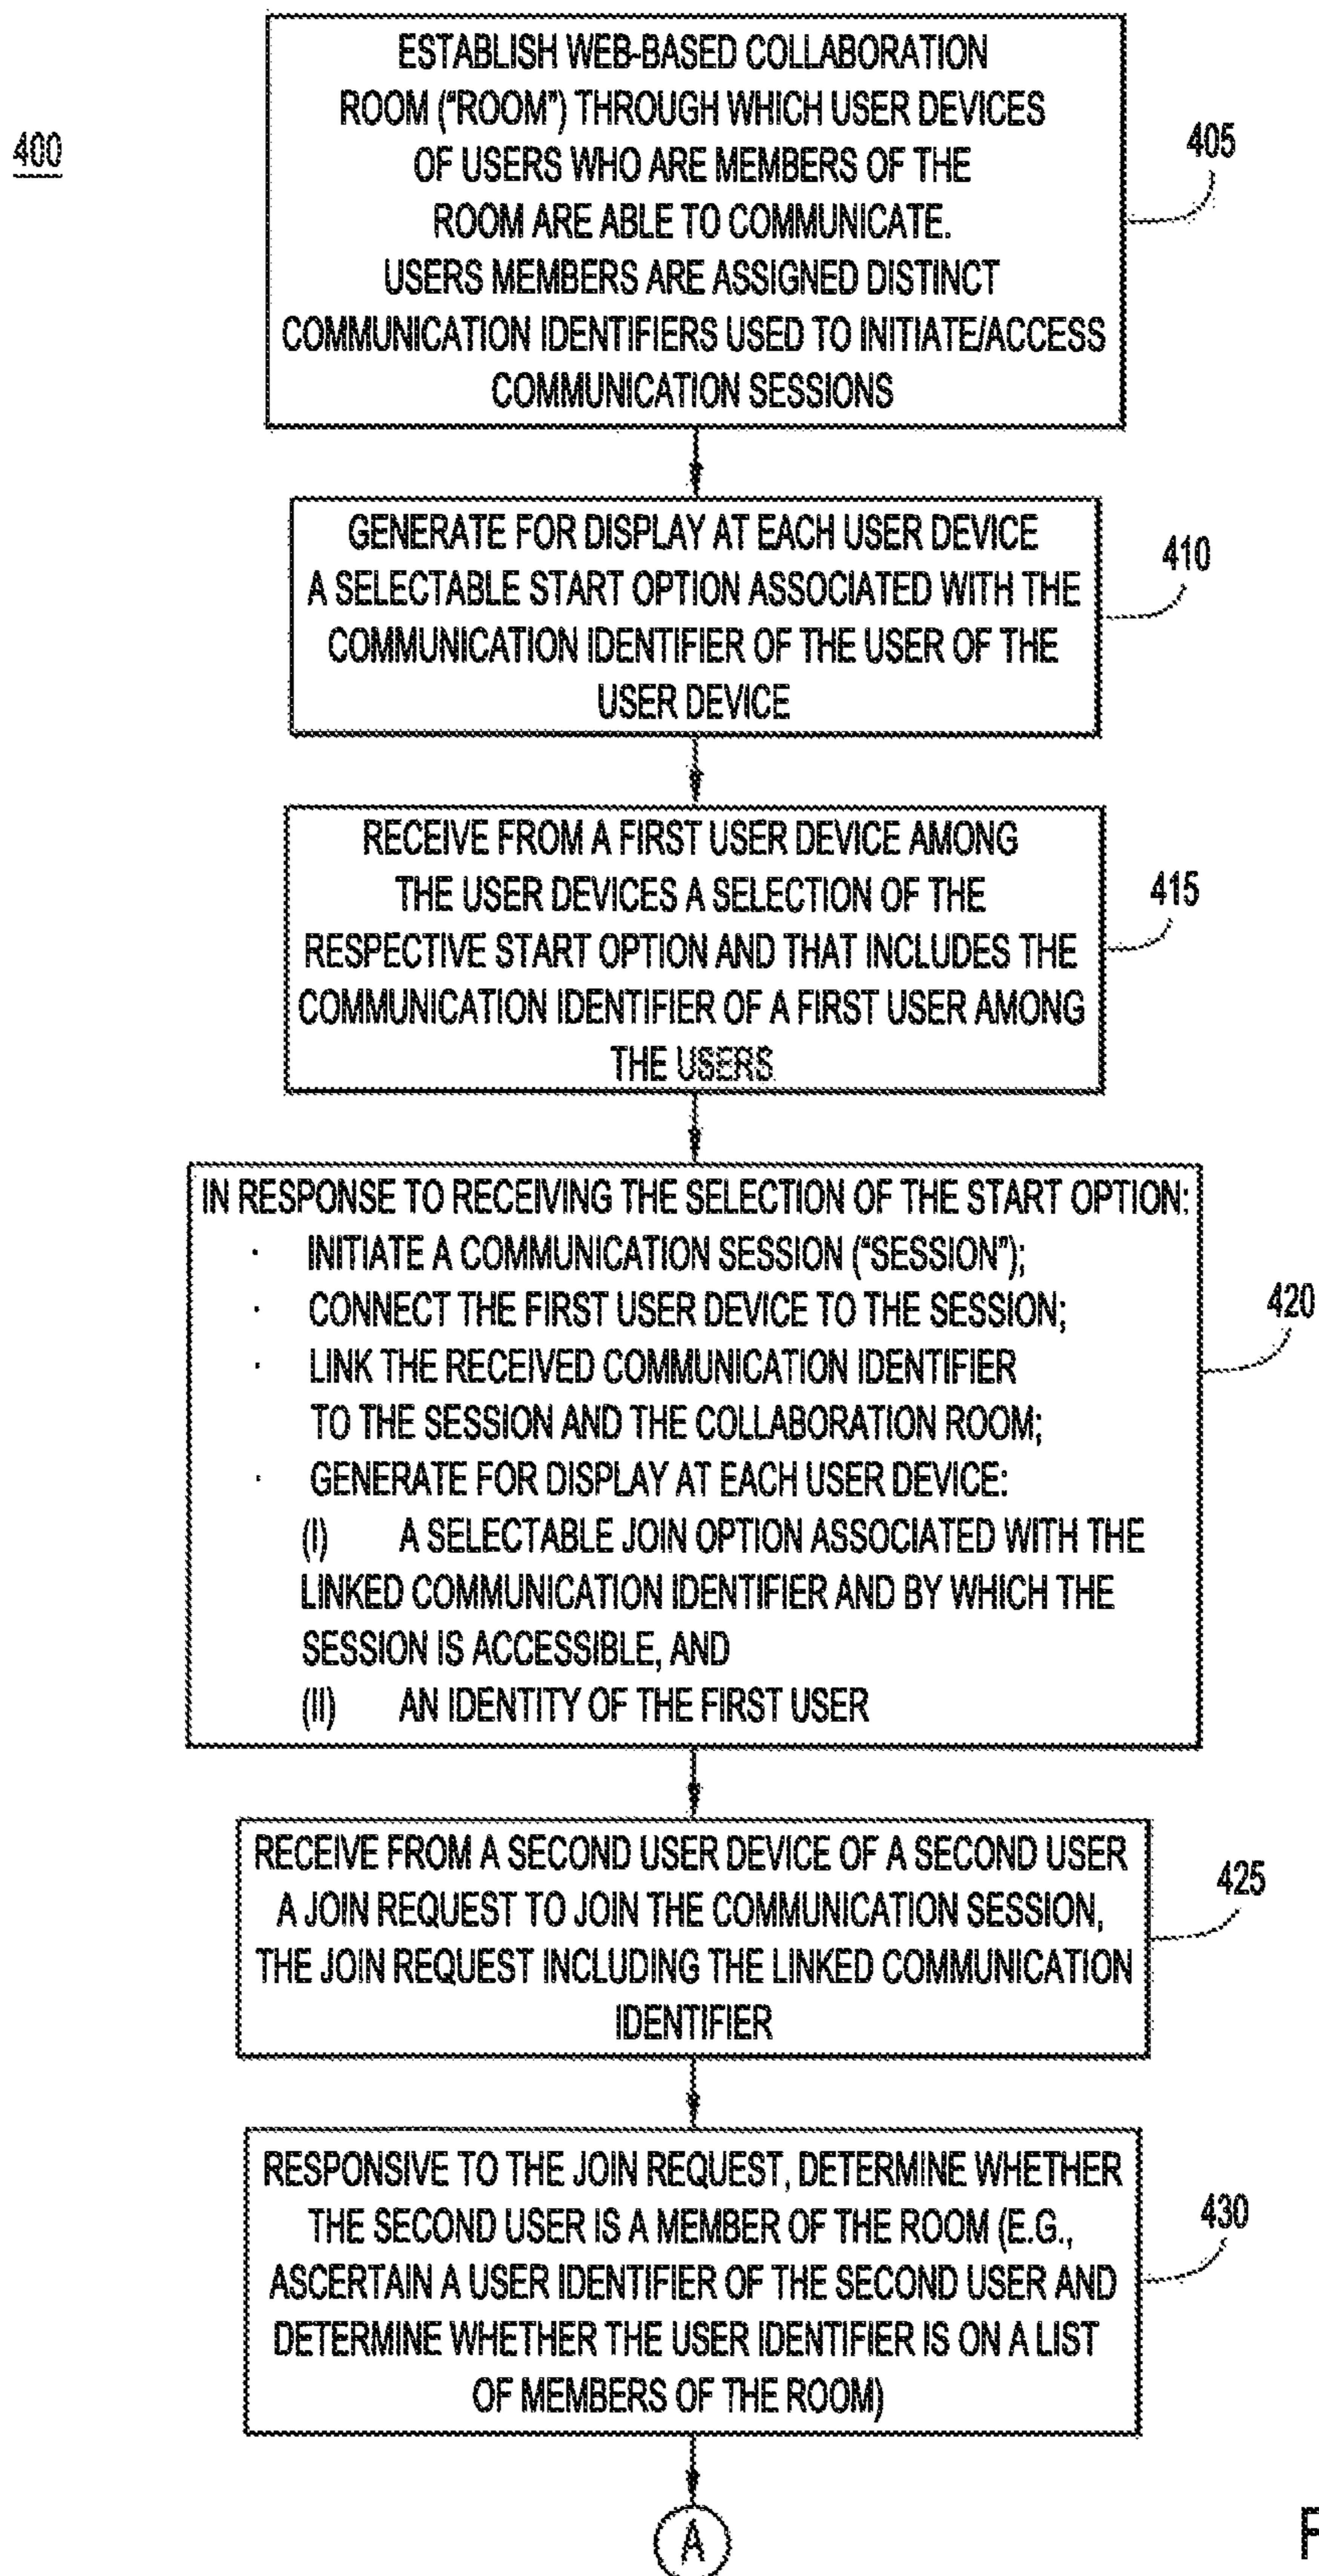 400
ESTABLISH WEB-BASED COLLABORATION
ROOM ("ROOM") THROUGH WHICH USER DEVICES
OF USERS WHO ARE MEMBERS OF THE
ROOM ARE ABLE TO COMMUNICATE.
USERS MEMBERS ARE ASSIGNED DISTINCT
COMMUNICATION IDENTIFIERS USED TO INITIATE/ACCESS
COMMUNICATION SESSIONS
405
GENERATE FOR DISPLAY AT EACH USER DEVICE
A SELECTABLE START OPTION ASSOCIATED WITH THE
COMMUNICATION IDENTIFIER OF THE USER OF THE
USER DEVICE
410
RECEIVE FROM A FIRST USER DEVICE AMONG
THE USER DEVICES A SELECTION OF THE
RESPECTIVE START OPTION AND THAT INCLUDES THE
COMMUNICATION IDENTIFIER OF A FIRST USER AMONG
THE USERS
415
IN RESPONSE TO RECEIVING THE SELECTION OF THE START OPTION:
· INITIATE A COMMUNICATION SESSION ("SESSION");
· CONNECT THE FIRST USER DEVICE TO THE SESSION;
· LINK THE RECEIVED COMMUNICATION IDENTIFIER
TO THE SESSION AND THE COLLABORATION ROOM;
· GENERATE FOR DISPLAY AT EACH USER DEVICE:
(I) A SELECTABLE JOIN OPTION ASSOCIATED WITH THE
LINKED COMMUNICATION IDENTIFIER AND BY WHICH THE
SESSION IS ACCESSIBLE, AND
(II) AN IDENTITY OF THE FIRST USER
420
RECEIVE FROM A SECOND USER DEVICE OF A SECOND USER
A JOIN REQUEST TO JOIN THE COMMUNICATION SESSION,
THE JOIN REQUEST INCLUDING THE LINKED COMMUNICATION
IDENTIFIER
425
RESPONSIVE TO THE JOIN REQUEST, DETERMINE WHETHER
THE SECOND USER IS A MEMBER OF THE ROOM (E.G.,
ASCERTAIN A USER IDENTIFIER OF THE SECOND USER AND
DETERMINE WHETHER THE USER IDENTIFIER IS ON A LIST
OF MEMBERS OF THE ROOM)
430
A